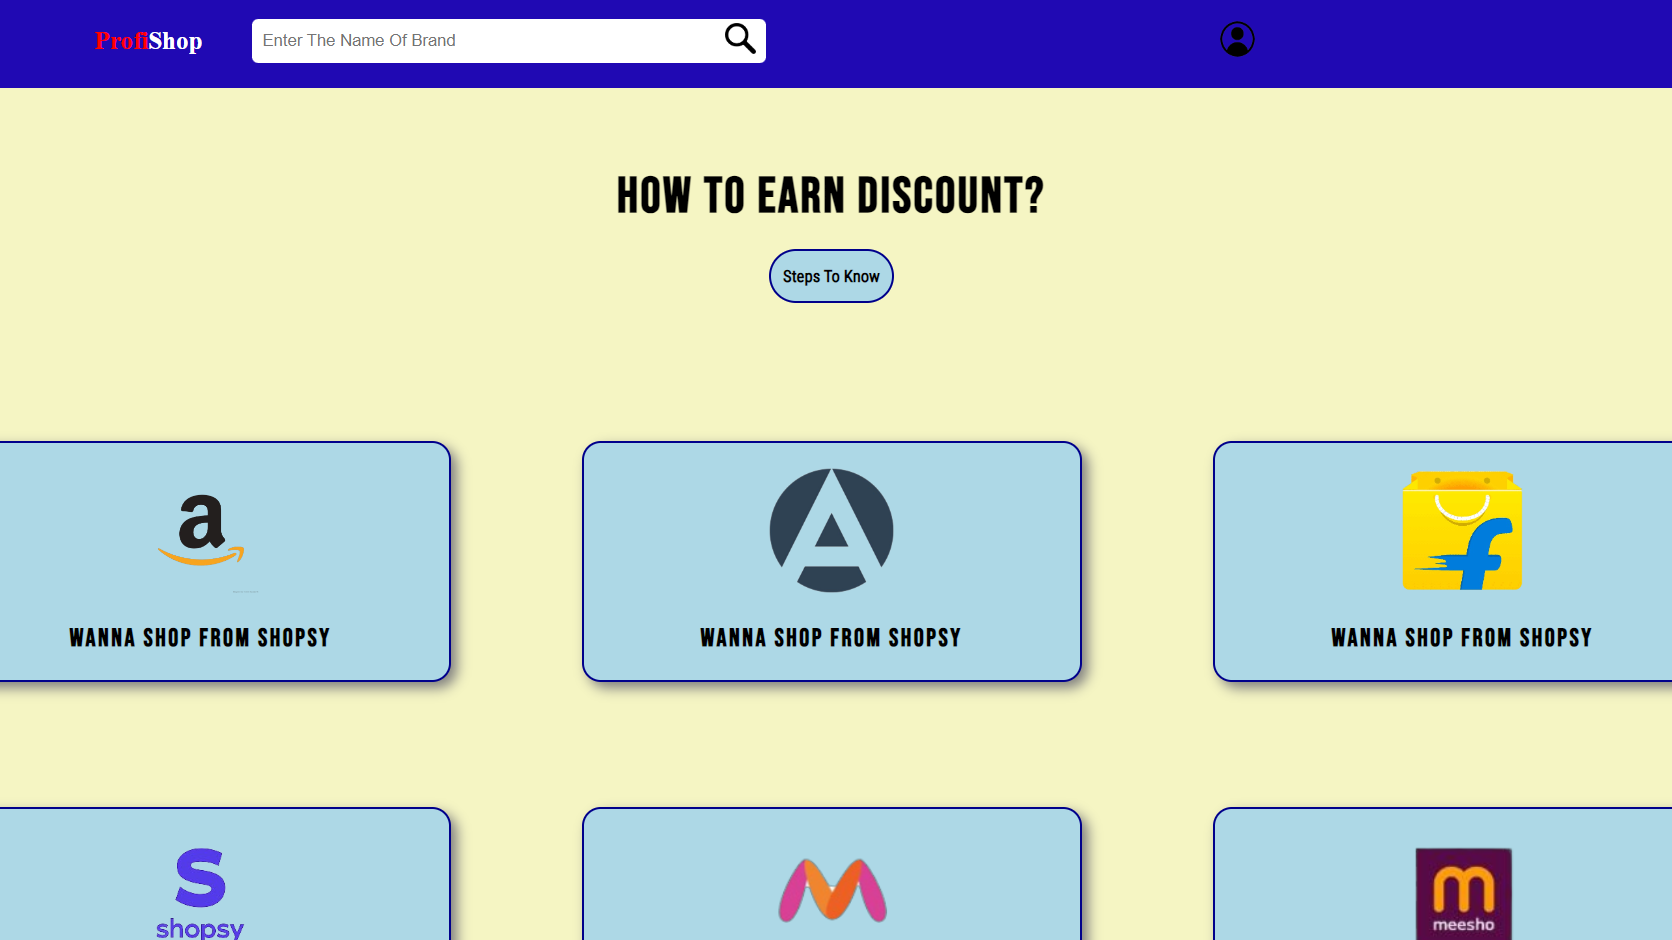 ProfiShop
Enter The Name Of Brand
HOW TO EARN DISCOUNT?
Steps To Know
WANNA SHOP FROM SHOPSY
WANNA SHOP FROM SHOPSY
WANNA SHOP FROM SHOPSY
shopsy
meesho